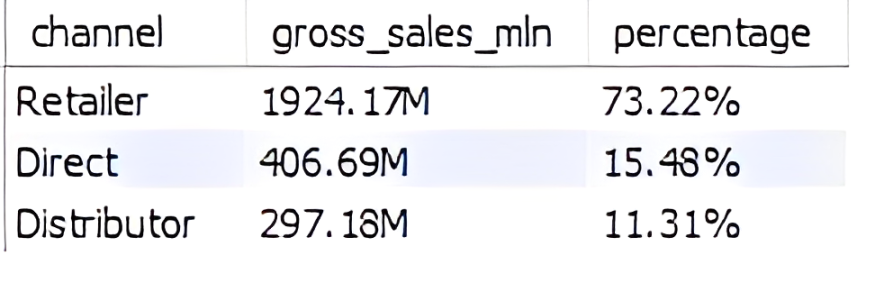 channel gross_sales_mln percentage
Retailer 1924.17M 73.22%
Direct 406.69M 15.48%
Distributor 297.18M 11.31%